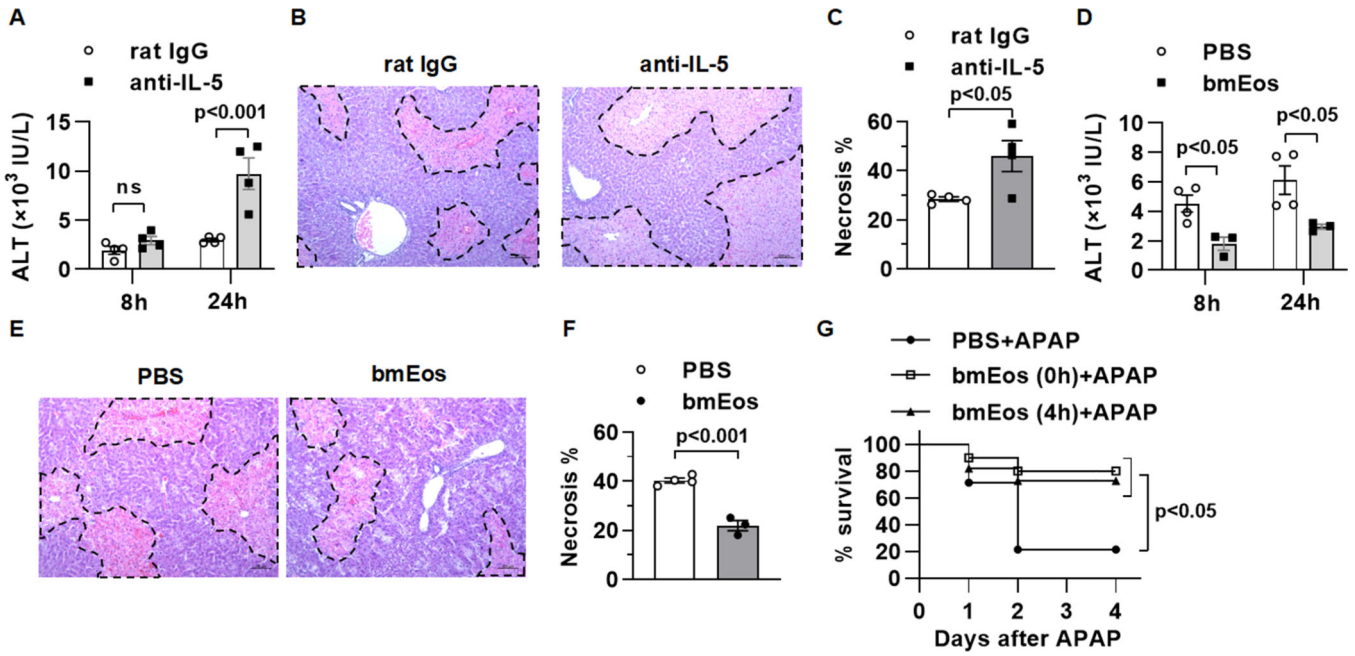 A
rat IgG
anti-IL-5
p<0.001
ns
ALT (×10³ IU/L)
15
10
5
0
8h
24h
B
rat IgG
anti-IL-5
C
rat IgG
anti-IL-5
p<0.05
Necrosis %
60
40
20
0
D
PBS
bmEos
p<0.05
p<0.05
ALT (×10³ IU/L)
10
8
6
4
2
0
8h
24h
E
PBS
bmEos
F
PBS
bmEos
p<0.001
Necrosis %
60
40
20
0
G
PBS+APAP
bmEos (0h)+APAP
bmEos (4h)+APAP
% survival
100
80
60
40
20
0
p<0.05
0 1 2 3 4
Days after APAP